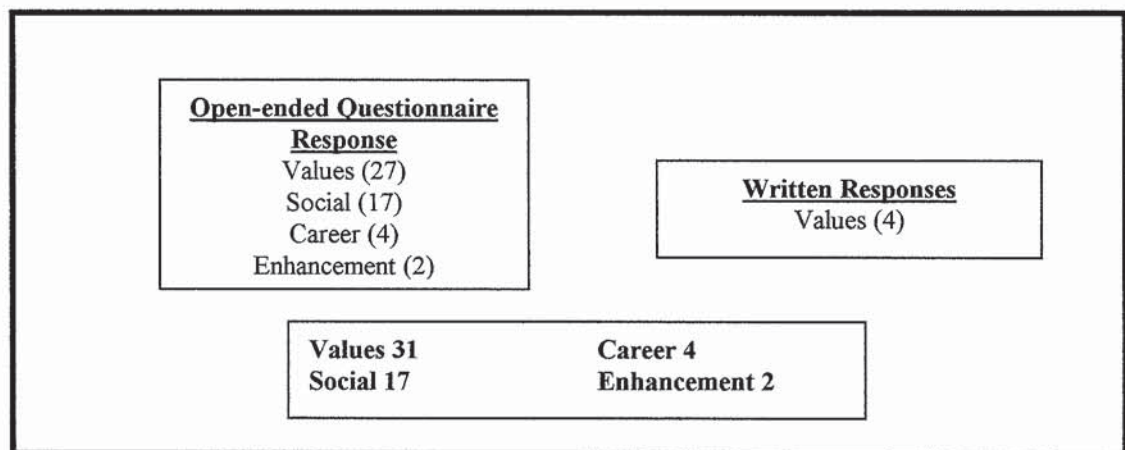 Open-ended Questionnaire
Response
Values (27)
Social (17)
Career (4)
Enhancement (2)
Written Responses
Values (4)
Values 31 Career 4
Social 17 Enhancement 2